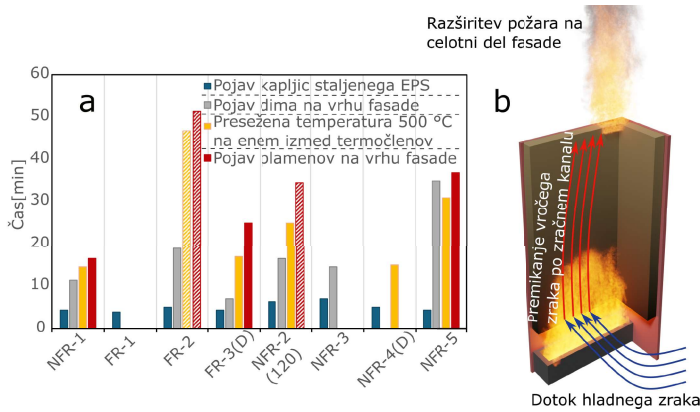 Razširitev požara na
celotni del fasade
60
50
40
30
20
10
0
Čas[min]
a
Pojav kapljic staljenega EPS
Pojav dima na vrhu fasade
Presežena temperatura 500 °C
na enem izmed termočlenov
Pojav plamenov na vrhu fasade
NFR-1
FR-1
FR-2
FR-3(D)
NFR-2
(120)
NFR-3
NFR-4(D)
NFR-5
b
Premikanje vročega
zraka po zračnem kanalu
Dotok hladnega zraka